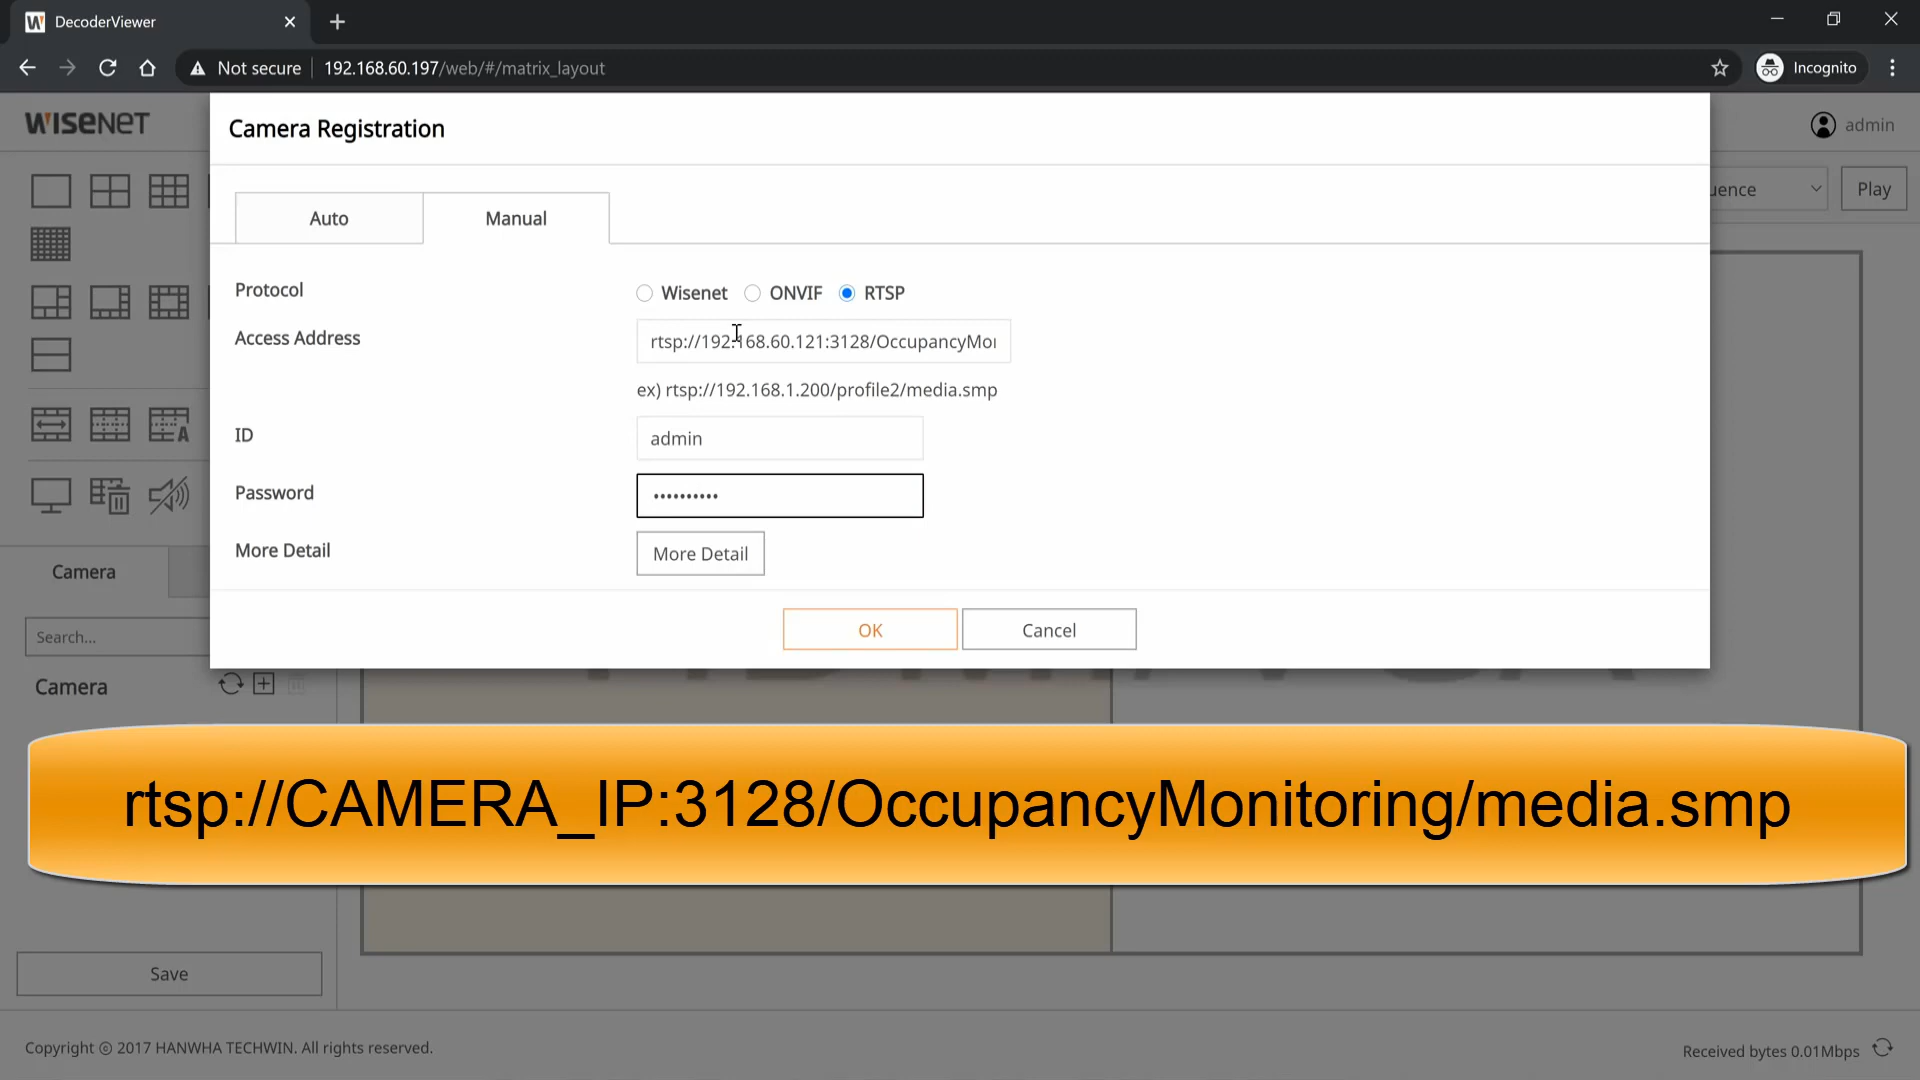 DecoderViewer
Not secure
192.168.60.197/web/#/matrix_layout
Incognito
WISENET
Camera Registration
admin
Auto
Manual
uence
Play
Protocol
Wisenet
ONVIF
RTSP
Access Address
rtsp://192.168.60.121:3128/OccupancyMoi
ex) rtsp://192.168.1.200/profile2/media.smp
ID
admin
Password
••••••••••
More Detail
More Detail
Camera
OK
Cancel
Search...
Camera
rtsp://CAMERA_IP:3128/OccupancyMonitoring/media.smp
Save
Copyright ⓒ 2017 HANWHA TECHWIN. All rights reserved.
Received bytes 0.01Mbps